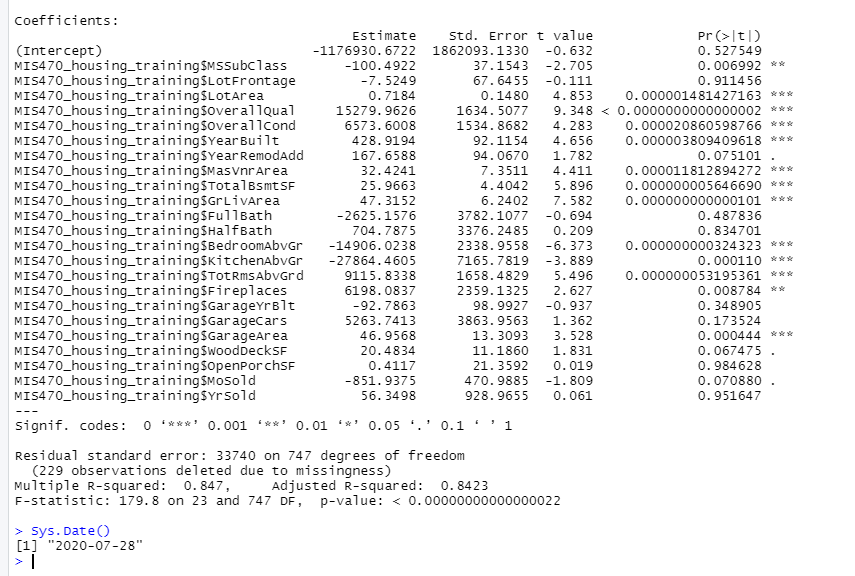 Coefficients:
Estimate Std. Error t value Pr(>|t|)
(Intercept) -1176930.6722 1862093.1330 -0.632 0.527549
MIS470_housing_training$MSSubClass -100.4922 37.1543 -2.705 0.006992 **
MIS470_housing_training$LotFrontage -7.5249 67.6455 -0.111 0.911456
MIS470_housing_training$LotArea 0.7184 0.1480 4.853 0.000001481427163 ***
MIS470_housing_training$OverallQual 15279.9626 1634.5077 9.348 < 0.0000000000000002 ***
MIS470_housing_training$OverallCond 6573.6008 1534.8682 4.283 0.000020860598766 ***
MIS470_housing_training$YearBuilt 428.9194 92.1154 4.656 0.000003809409618 ***
MIS470_housing_training$YearRemodAdd 167.6588 94.0670 1.782 0.075101 .
MIS470_housing_training$MasVnrArea 32.4241 7.3511 4.411 0.000011812894272 ***
MIS470_housing_training$TotalBsmtSF 25.9663 4.4042 5.896 0.000000005646690 ***
MIS470_housing_training$GrLivArea 47.3152 6.2402 7.582 0.000000000000101 ***
MIS470_housing_training$FullBath -2625.1576 3782.1077 -0.694 0.487836
MIS470_housing_training$HalfBath 704.7875 3376.2485 0.209 0.834701
MIS470_housing_training$BedroomAbvGr -14906.0238 2338.9558 -6.373 0.000000000324323 ***
MIS470_housing_training$KitchenAbvGr -27864.4605 7165.7819 -3.889 0.000110 ***
MIS470_housing_training$TotRmsAbvGrd 9115.8338 1658.4829 5.496 0.000000053195361 ***
MIS470_housing_training$Fireplaces 6198.0837 2359.1325 2.627 0.008784 **
MIS470_housing_training$GarageYrBlt -92.7863 98.9927 -0.937 0.348905
MIS470_housing_training$GarageCars 5263.7413 3863.9563 1.362 0.173524
MIS470_housing_training$GarageArea 46.9568 13.3093 3.528 0.000444 ***
MIS470_housing_training$WoodDeckSF 20.4834 11.1860 1.831 0.067475 .
MIS470_housing_training$OpenPorchSF 0.4117 21.3592 0.019 0.984628
MIS470_housing_training$MoSold -851.9375 470.9885 -1.809 0.070880 .
MIS470_housing_training$YrSold 56.3498 928.9655 0.061 0.951647
---
Signif. codes: 0 ‘***’ 0.001 ‘**’ 0.01 ‘*’ 0.05 ‘.’ 0.1 ‘ ’ 1
Residual standard error: 33740 on 747 degrees of freedom
(229 observations deleted due to missingness)
Multiple R-squared: 0.847, Adjusted R-squared: 0.8423
F-statistic: 179.8 on 23 and 747 DF, p-value: < 0.00000000000000022
> Sys.Date()
[1] "2020-07-28"
>